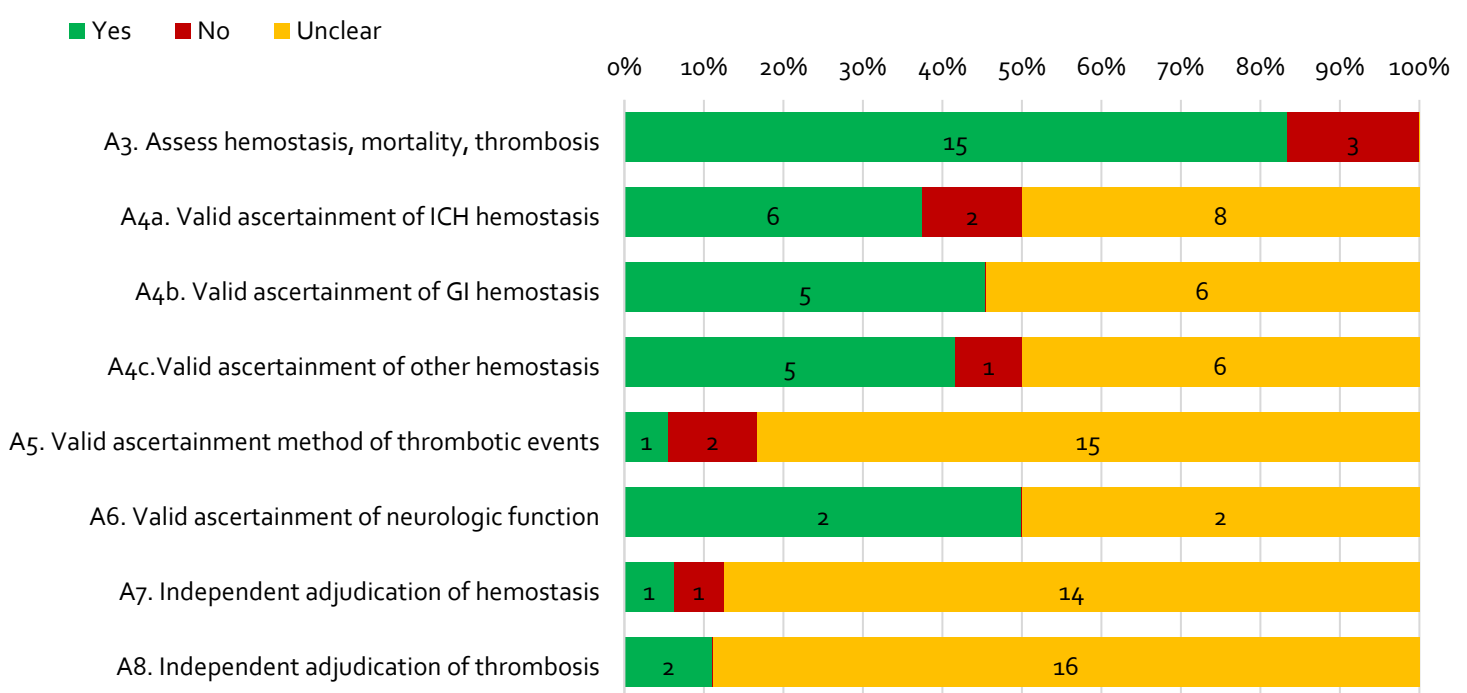 Yes No Unclear
0% 10% 20% 30% 40% 50% 60% 70% 80% 90% 100%
A3. Assess hemostasis, mortality, thrombosis 15 3
A4a. Valid ascertainment of ICH hemostasis 6 2 8
A4b. Valid ascertainment of GI hemostasis 5 6
A4c.Valid ascertainment of other hemostasis 5 1 6
A5. Valid ascertainment method of thrombotic events 1 2 15
A6. Valid ascertainment of neurologic function 2 2
A7. Independent adjudication of hemostasis 1 1 14
A8. Independent adjudication of thrombosis 2 16